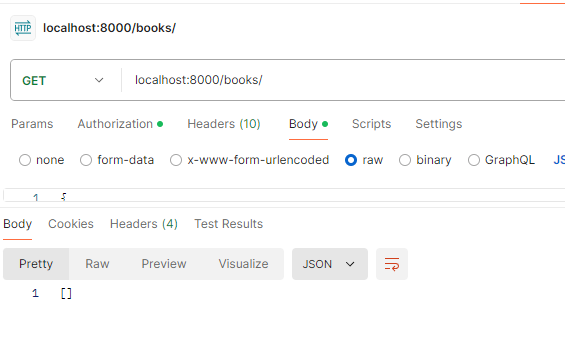 HTTP localhost:8000/books/
GET localhost:8000/books/
Params Authorization Headers (10) Body Scripts Settings
none form-data x-www-form-urlencoded raw binary GraphQL JS
1 {
Body Cookies Headers (4) Test Results
Pretty Raw Preview Visualize JSON
1 []